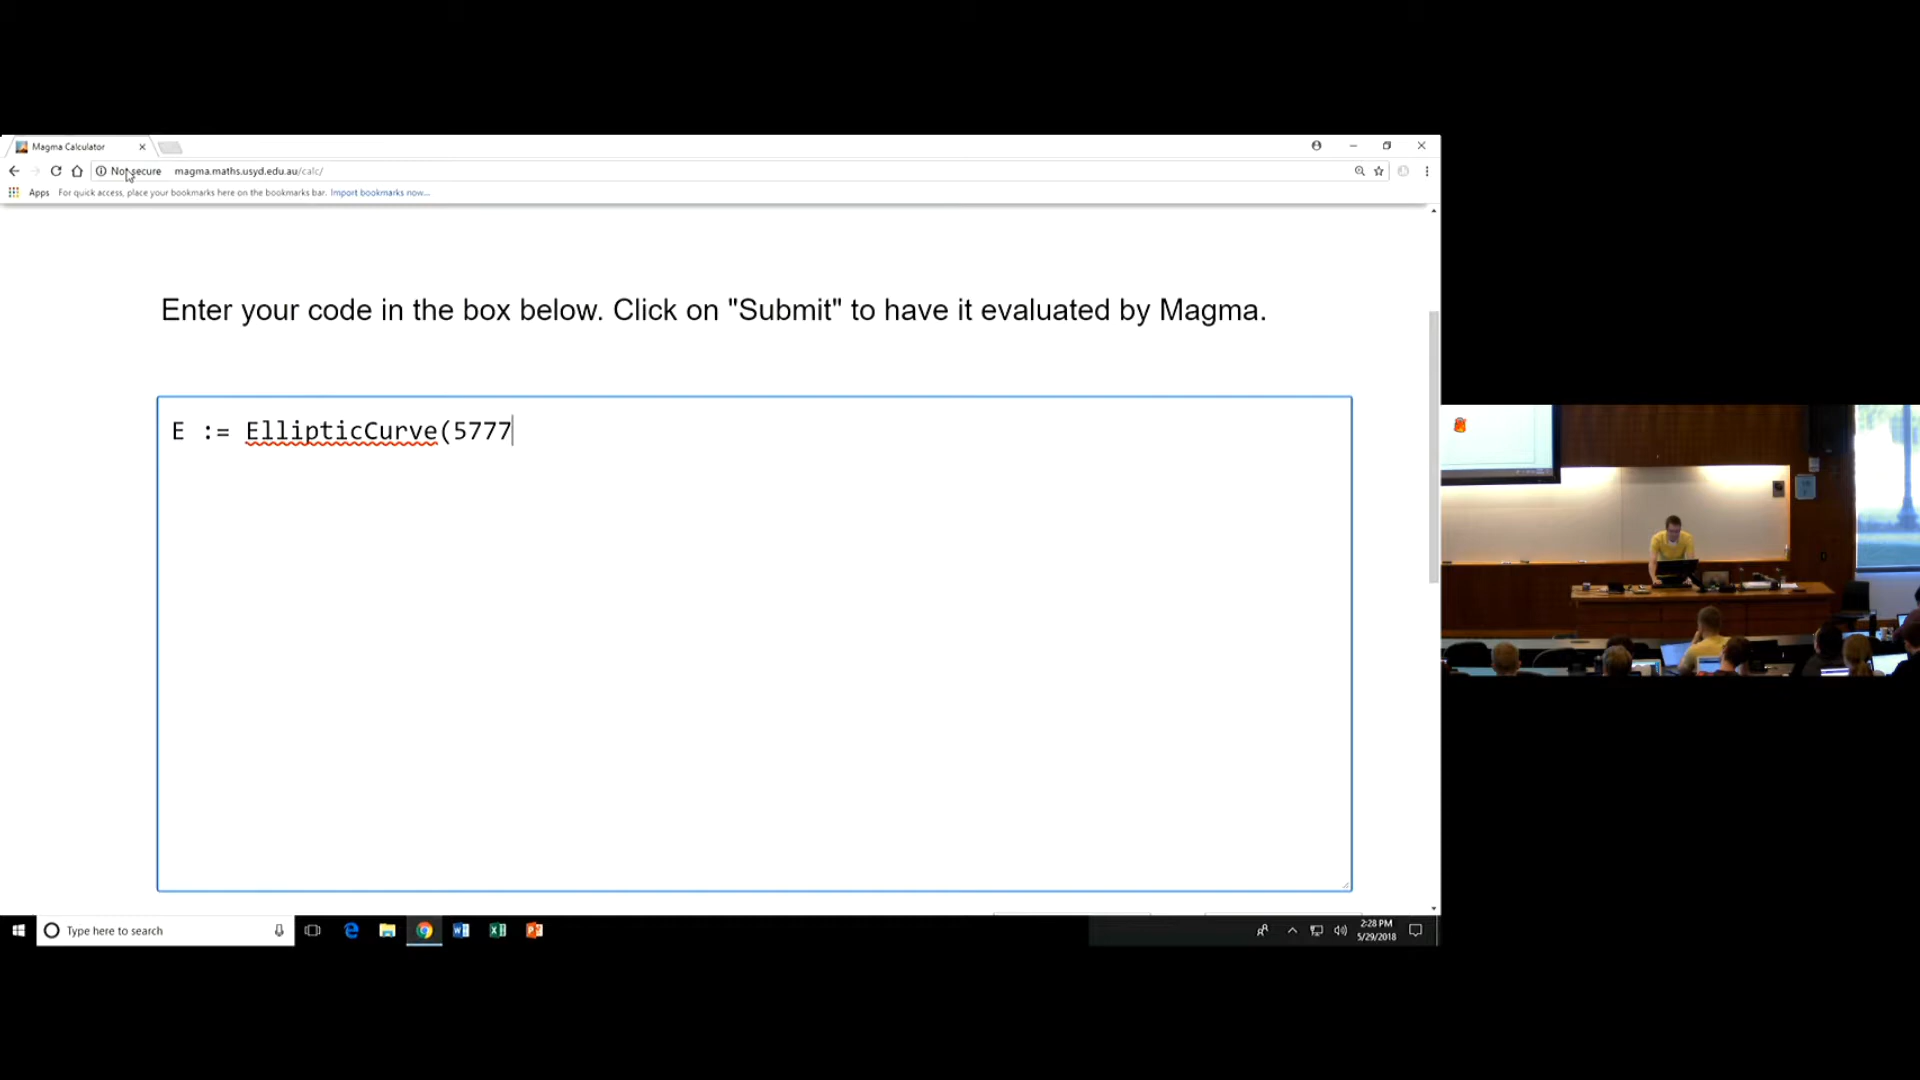 Magma Calculator
Not secure magma.maths.usyd.edu.au/calc/
Apps For quick access, place your bookmarks here on the bookmarks bar. Import bookmarks now...
Enter your code in the box below. Click on "Submit" to have it evaluated by Magma.
E := EllipticCurve(5777
Type here to search
2:28 PM
5/29/2018